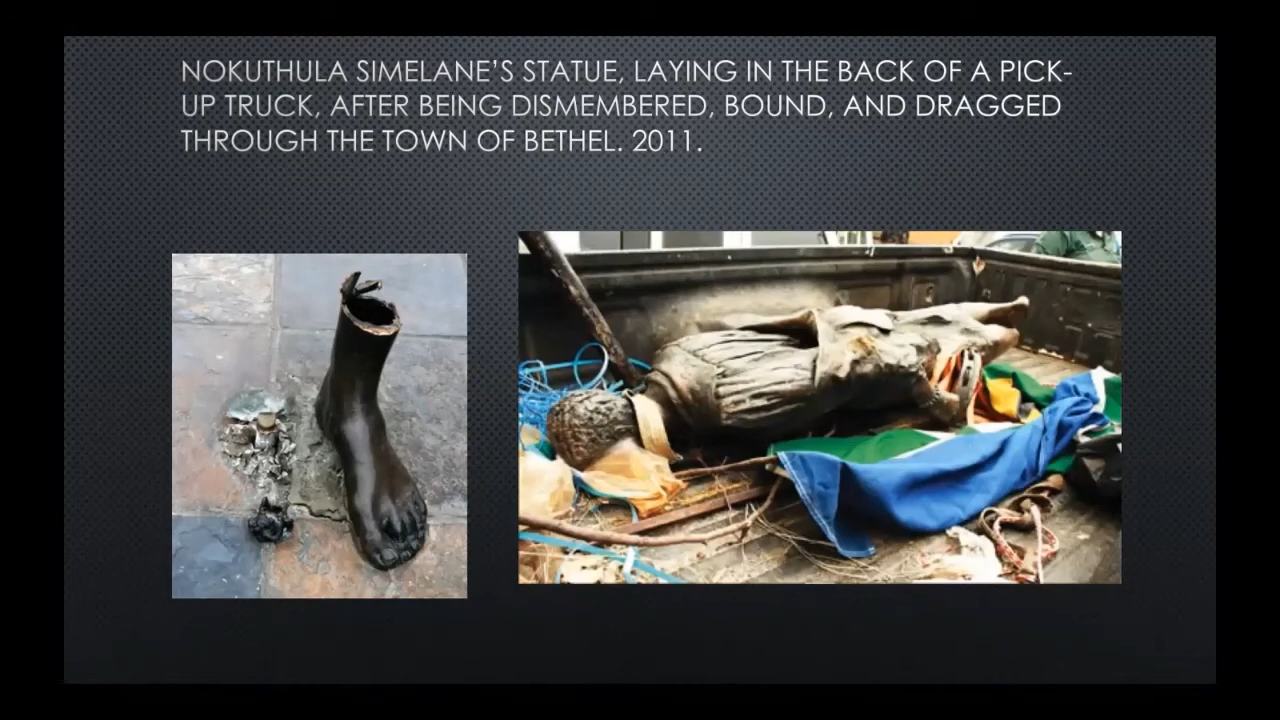 NOKUTHULA SIMELANE’S STATUE, LAYING IN THE BACK OF A PICK-
UP TRUCK, AFTER BEING DISMEMBERED, BOUND, AND DRAGGED
THROUGH THE TOWN OF BETHEL. 2011.